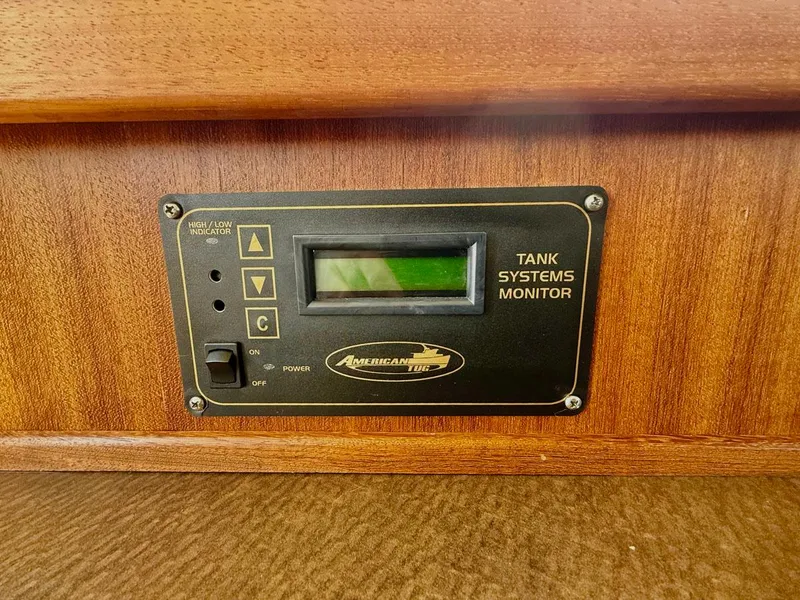 HIGH / LOW
INDICATOR
▲
▼
C
TANK
SYSTEMS
MONITOR
ON
POWER
OFF
AMERICAN
TUG